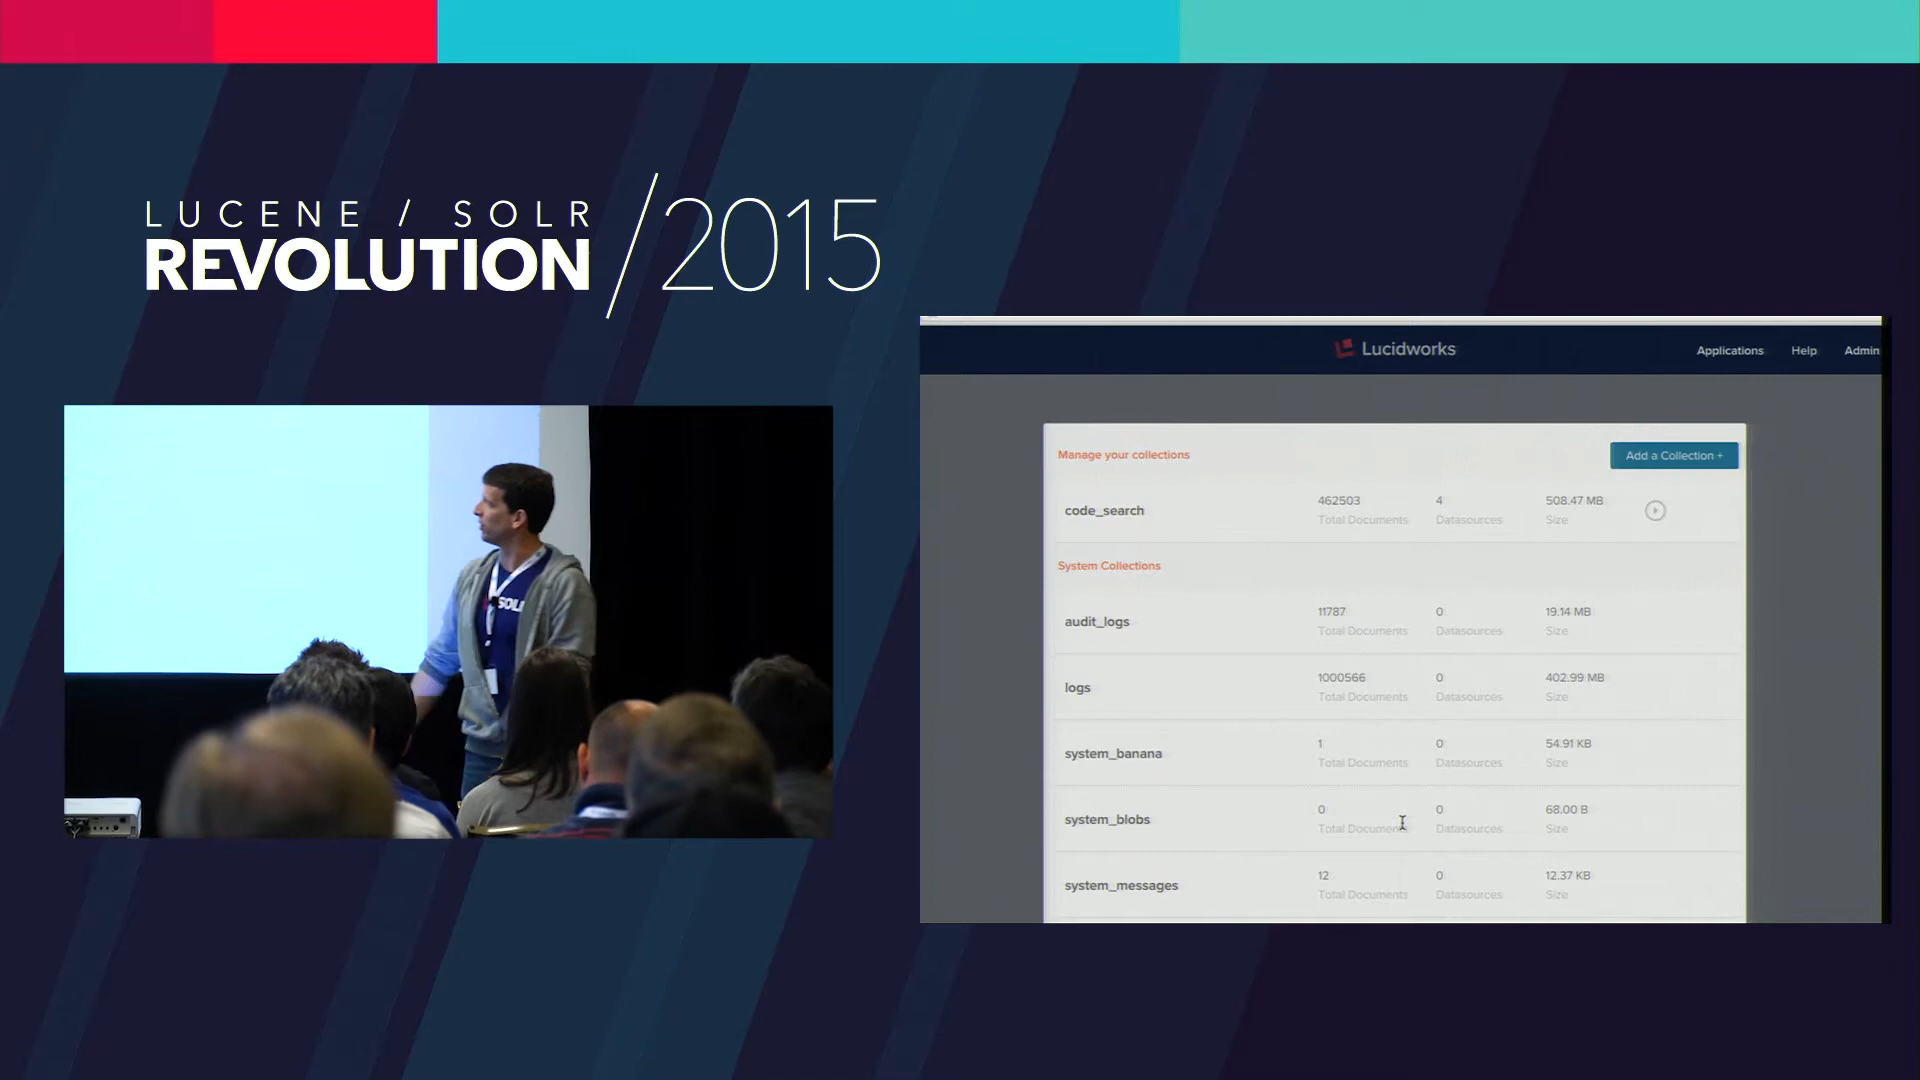 LUCENE / SOLR
REVOLUTION
/2015
SOLR
Lucidworks
Applications Help Admin
Manage your collections
Add a Collection +
code_search
462503 4 508.47 MB
Total Documents Datasources Size
System Collections
audit_logs
11787 0 19.14 MB
Total Documents Datasources Size
logs
1000566 0 402.99 MB
Total Documents Datasources Size
system_banana
1 0 54.91 KB
Total Documents Datasources Size
system_blobs
0 0 68.00 B
Total Documents Datasources Size
system_messages
12 0 12.37 KB
Total Documents Datasources Size